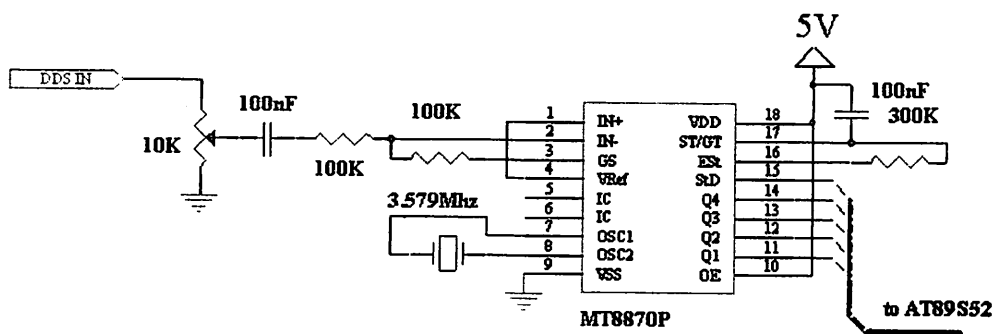 5V
DDS IN
100nF
100K
10K
100K
100nF
300K
3.579Mhz
1 IN+
2 IN-
3 GS
4 VRef
5 IC
6 IC
7 OSC1
8 OSC2
9 VSS
VDD 18
ST/GT 17
ESt 16
StD 15
Q4 14
Q3 13
Q2 12
Q1 11
OE 10
MT8870P
to AT89S52